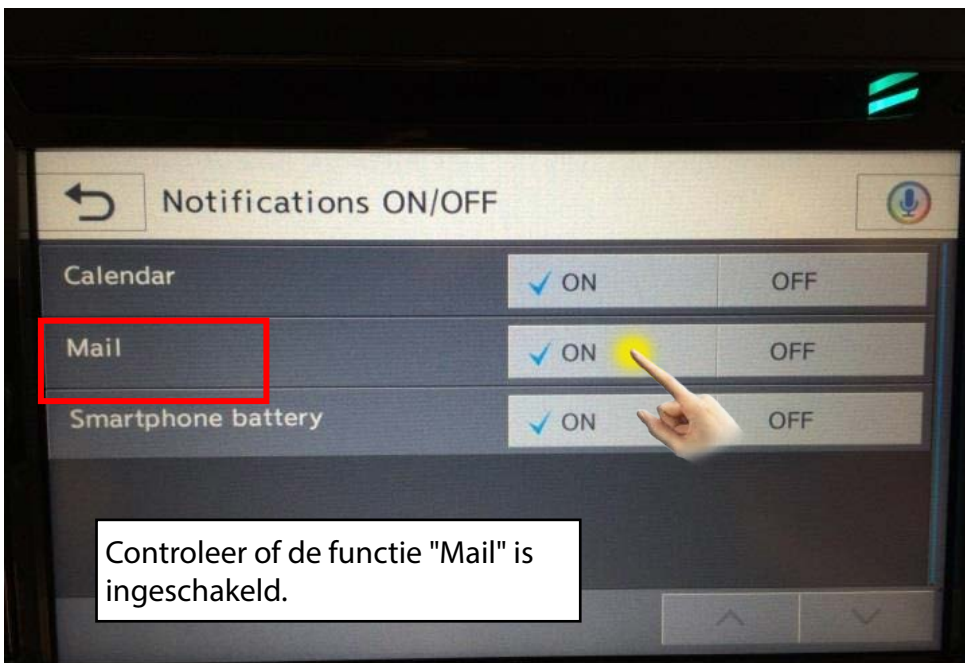 Notifications ON/OFF
Calendar ON OFF
Mail ON OFF
Smartphone battery ON OFF
Controleer of de functie "Mail" is
ingeschakeld.